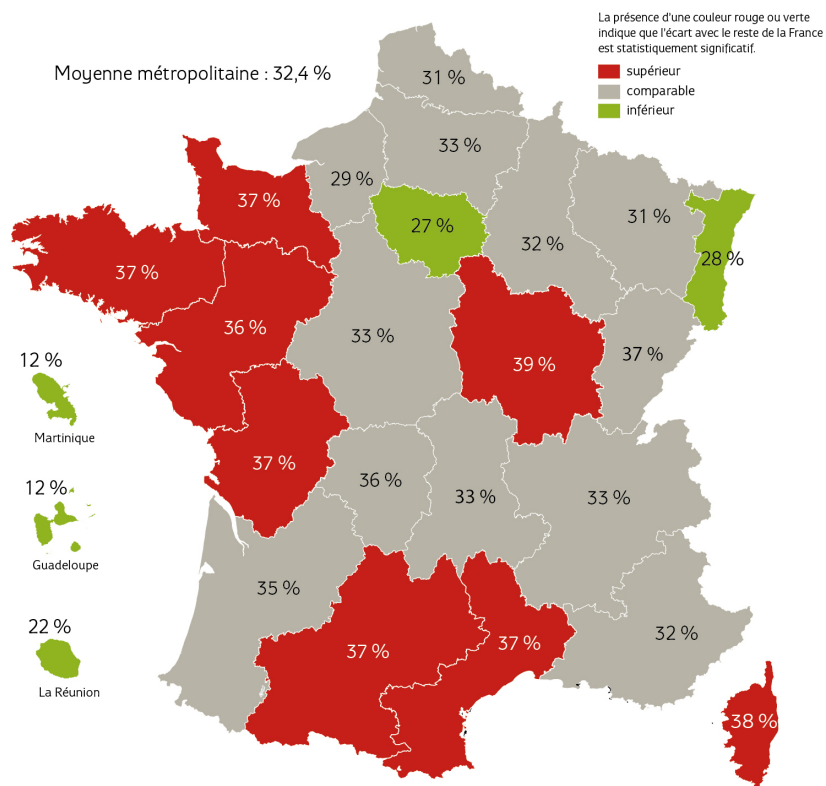 La présence d'une couleur rouge ou verte
indique que l'écart avec le reste de la France
est statistiquement significatif.
Moyenne métropolitaine : 32,4 %
supérieur
comparable
inférieur
31 %
33 %
29 %
37 %
27 %
32 %
31 %
28 %
37 %
36 %
33 %
39 %
37 %
12 %
Martinique
37 %
36 %
33 %
33 %
12 %
Guadeloupe
35 %
22 %
La Réunion
37 %
37 %
32 %
38 %